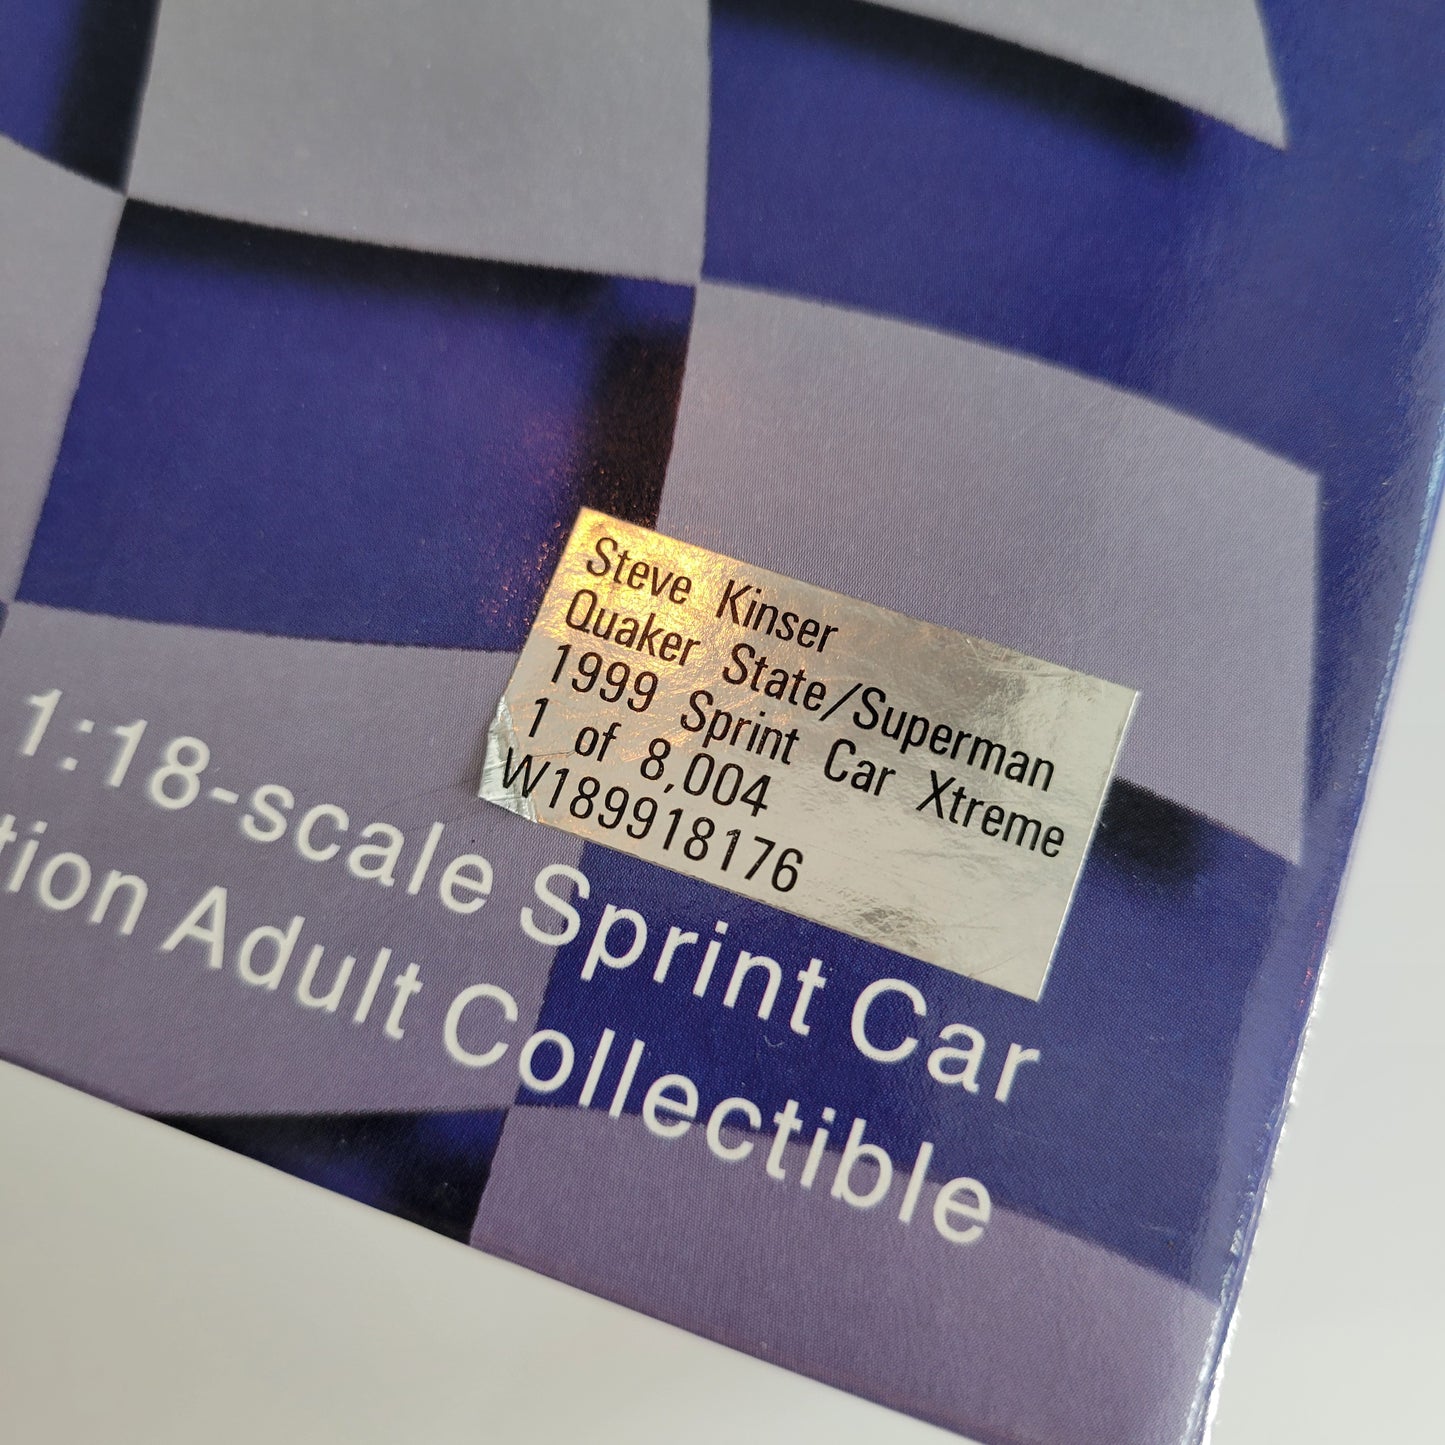 Steve Kinser
Quaker State/Superman
1999 Sprint Car Xtreme
1 of 8,004
W189918176
1:18-scale Sprint Car
tion Adult Collectible